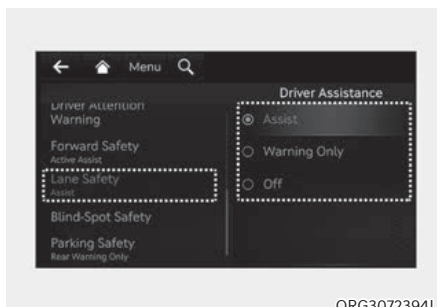 Menu
Driver Assistance
Driver Attention
Warning
Forward Safety
Active Assist
Lane Safety
Assist
Blind-Spot Safety
Parking Safety
Rear Warning Only
Assist
Warning Only
Off